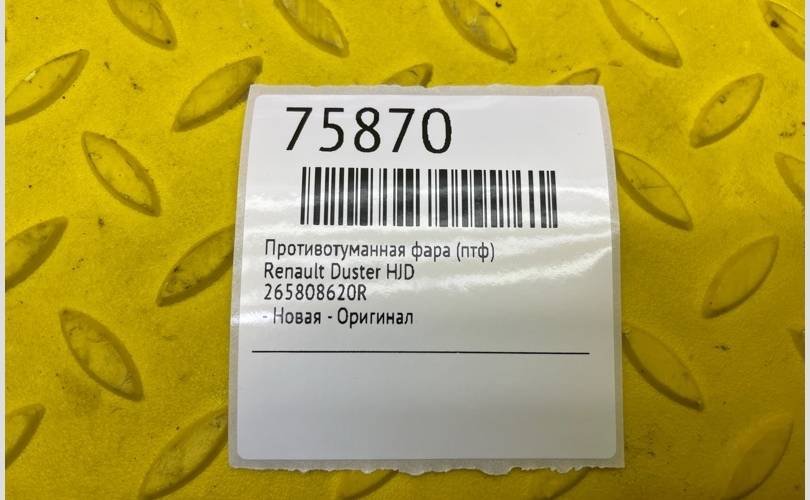 75870
Противотуманная фара (птф)
Renault Duster HJD
265808620R
- Новая - Оригинал